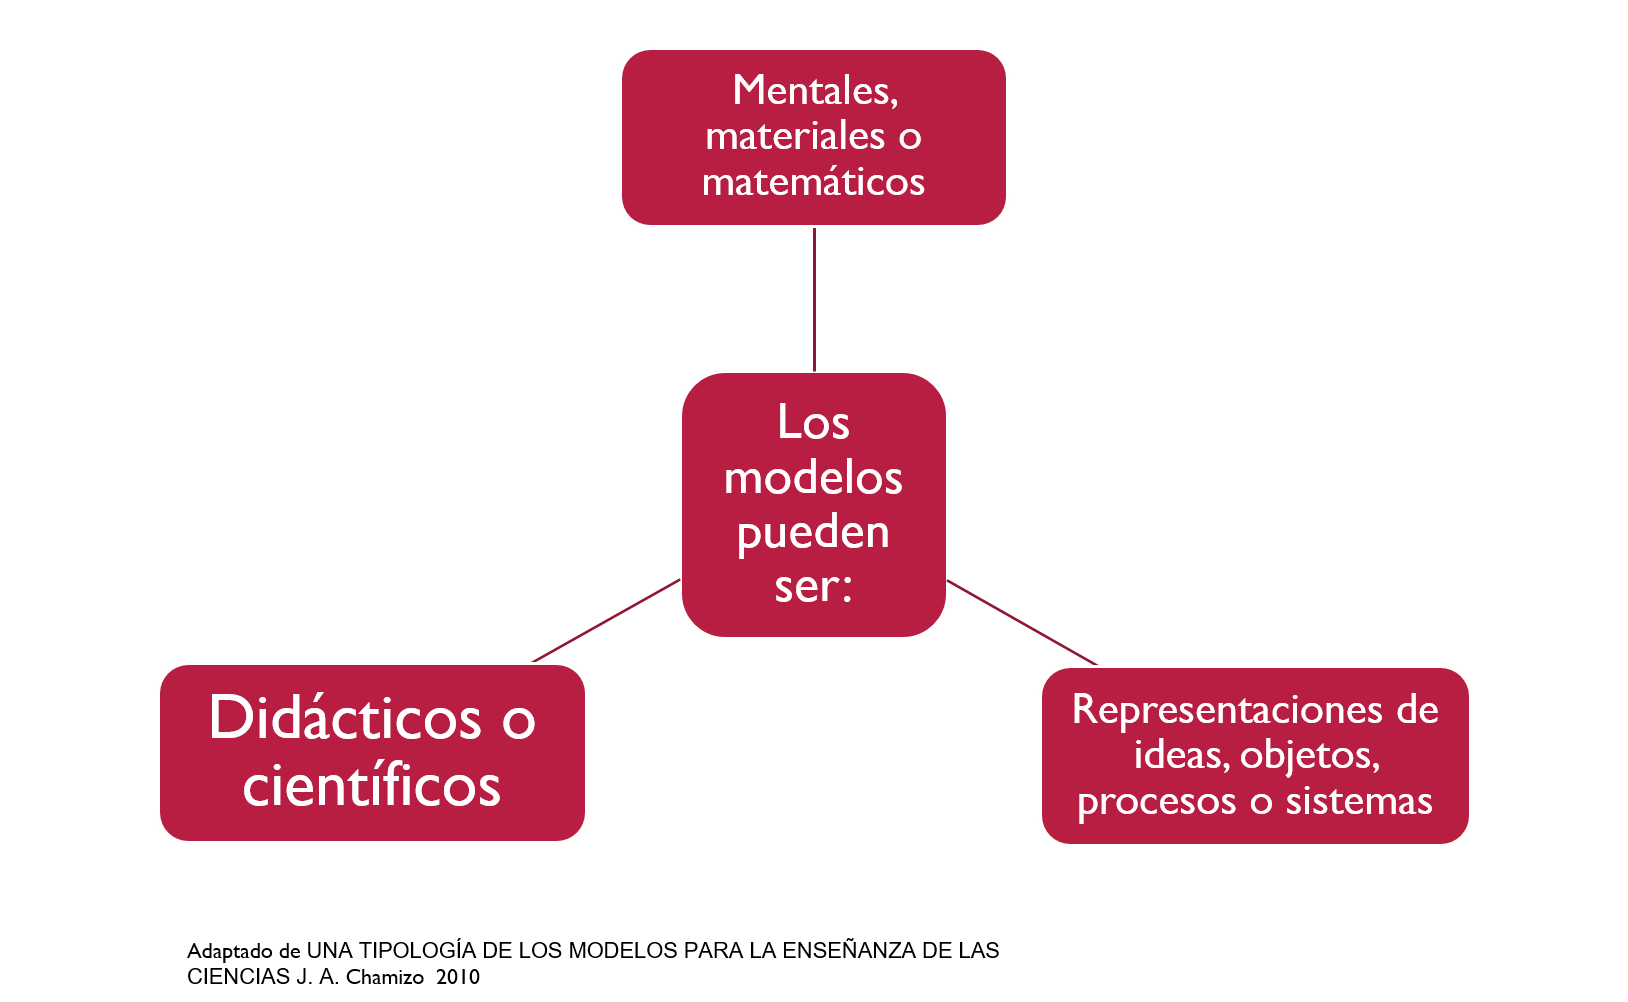 Mentales,
materiales o
matemáticos
Los
modelos
pueden
ser:
Didácticos o
científicos
Representaciones de
ideas, objetos,
procesos o sistemas
Adaptado de UNA TIPOLOGÍA DE LOS MODELOS PARA LA ENSEÑANZA DE LAS
CIENCIAS J. A. Chamizo 2010